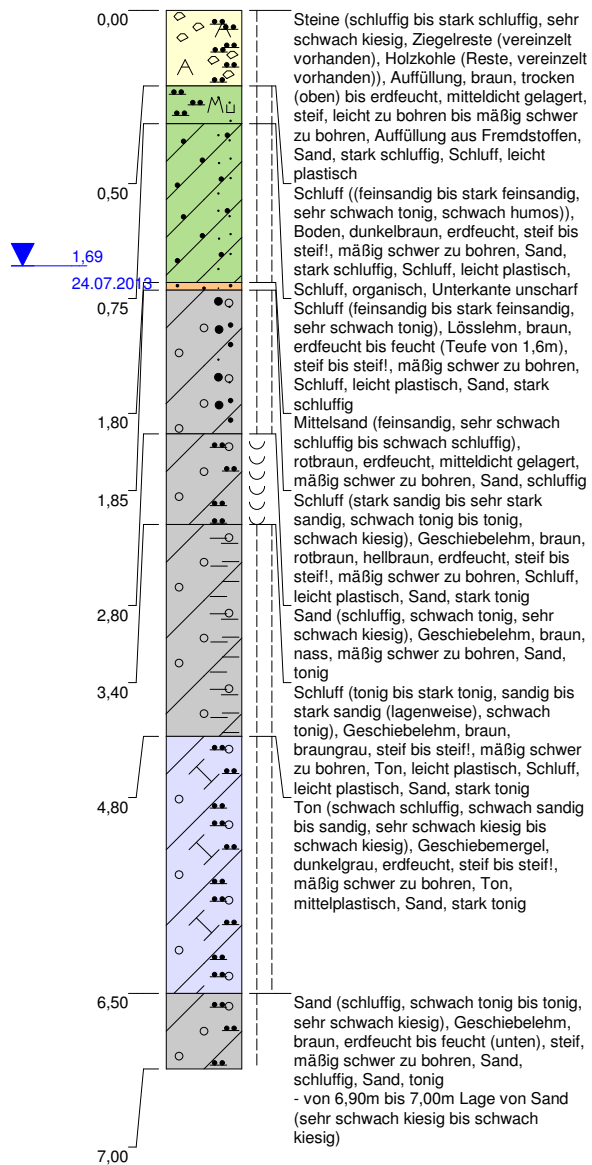 0,00
Steine (schluffig bis stark schluffig, sehr
schwach kiesig, Ziegelreste (vereinzelt
vorhanden), Holzkohle (Reste, vereinzelt
vorhanden)), Auffüllung, braun, trocken
(oben) bis erdfeucht, mitteldicht gelagert,
steif, leicht zu bohren bis mäßig schwer
zu bohren, Auffüllung aus Fremdstoffen,
Sand, stark schluffig, Schluff, leicht
plastisch
A
A
Mu
0,50
Schluff ((feinsandig bis stark feinsandig,
sehr schwach tonig, schwach humos)),
Boden, dunkelbraun, erdfeucht, steif bis
steif!, mäßig schwer zu bohren, Sand,
stark schluffig, Schluff, leicht plastisch,
Schluff, organisch, Unterkante unscharf
1,69
24.07.2013
0,75
Schluff (feinsandig bis stark feinsandig,
sehr schwach tonig), Lösslehm, braun,
erdfeucht bis feucht (Teufe von 1,6m),
steif bis steif!, mäßig schwer zu bohren,
Schluff, leicht plastisch, Sand, stark
schluffig
1,80
Mittelsand (feinsandig, sehr schwach
schluffig bis schwach schluffig),
rotbraun, erdfeucht, mitteldicht gelagert,
mäßig schwer zu bohren, Sand, schluffig
1,85
Schluff (stark sandig bis sehr stark
sandig, schwach tonig bis tonig,
schwach kiesig), Geschiebelehm, braun,
rotbraun, hellbraun, erdfeucht, steif bis
steif!, mäßig schwer zu bohren, Schluff,
leicht plastisch, Sand, stark tonig
2,80
Sand (schluffig, schwach tonig, sehr
schwach kiesig), Geschiebelehm, braun,
nass, mäßig schwer zu bohren, Sand,
tonig
3,40
Schluff (tonig bis stark tonig, sandig bis
stark sandig (lagenweise), schwach
tonig), Geschiebelehm, braun,
braungrau, steif bis steif!, mäßig schwer
zu bohren, Ton, leicht plastisch, Schluff,
leicht plastisch, Sand, stark tonig
4,80
Ton (schwach schluffig, schwach sandig
bis sandig, sehr schwach kiesig bis
schwach kiesig), Geschiebemergel,
dunkelgrau, erdfeucht, steif bis steif!,
mäßig schwer zu bohren, Ton,
mittelplastisch, Sand, stark tonig
6,50
Sand (schluffig, schwach tonig bis tonig,
sehr schwach kiesig), Geschiebelehm,
braun, erdfeucht bis feucht (unten), steif,
mäßig schwer zu bohren, Sand,
schluffig, Sand, tonig
- von 6,90m bis 7,00m Lage von Sand
(sehr schwach kiesig bis schwach
kiesig)
7,00